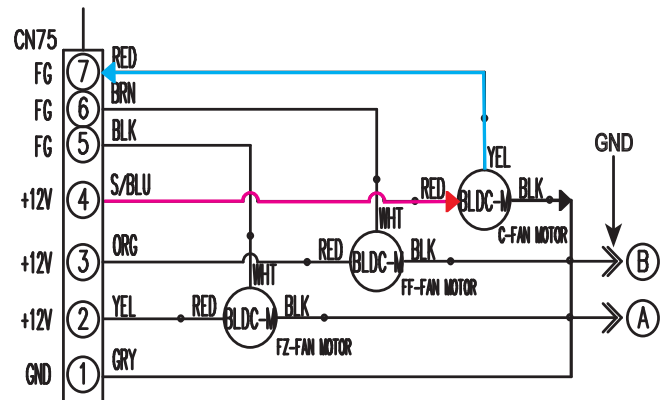 CN75
FG 7 RED
FG 6 BRN
FG 5 BLK
+12V 4 S/BLU RED BLDC-M BLK
YEL
C-FAN MOTOR
GND
WHT
+12V 3 ORG RED BLDC-M BLK B
FF-FAN MOTOR
WHT
+12V 2 YEL RED BLDC-M BLK A
FZ-FAN MOTOR
GND 1 GRY